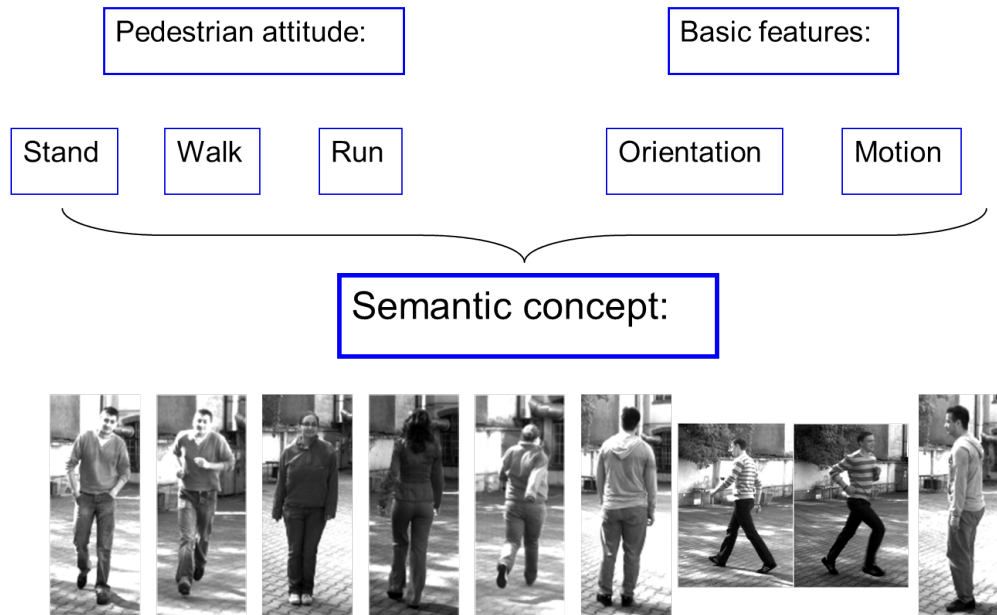 Pedestrian attitude:
Basic features:
Stand
Walk
Run
Orientation
Motion
Semantic concept: